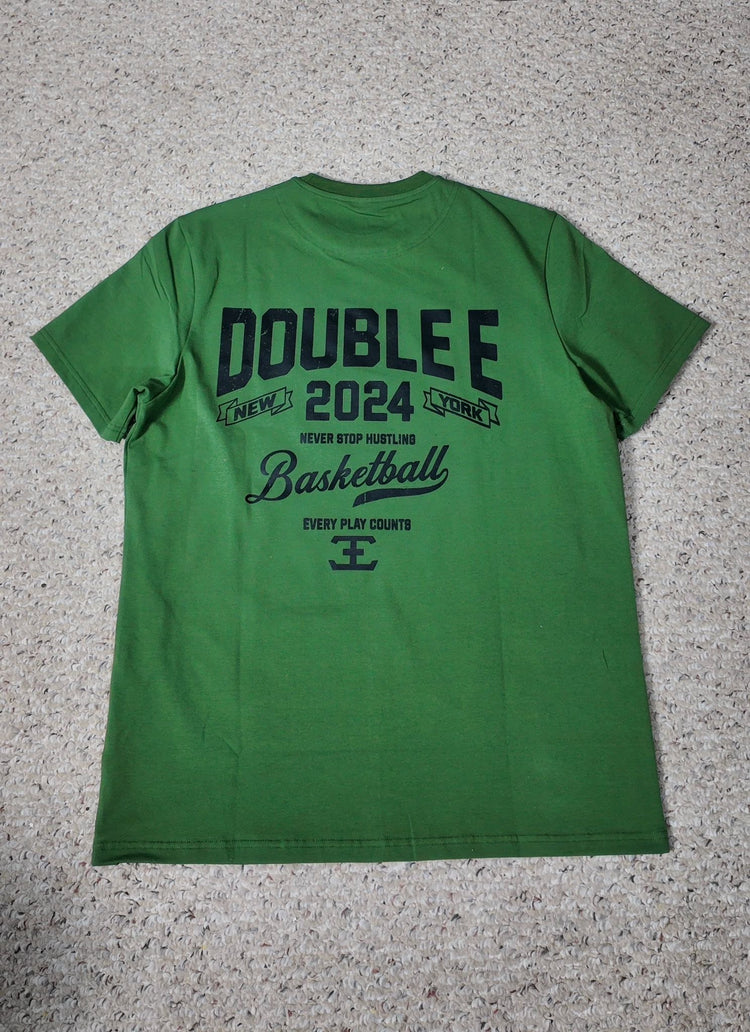 DOUBLE E
NEW 2024 YORK
NEVER STOP HUSTLING
Basketball
EVERY PLAY COUNTS